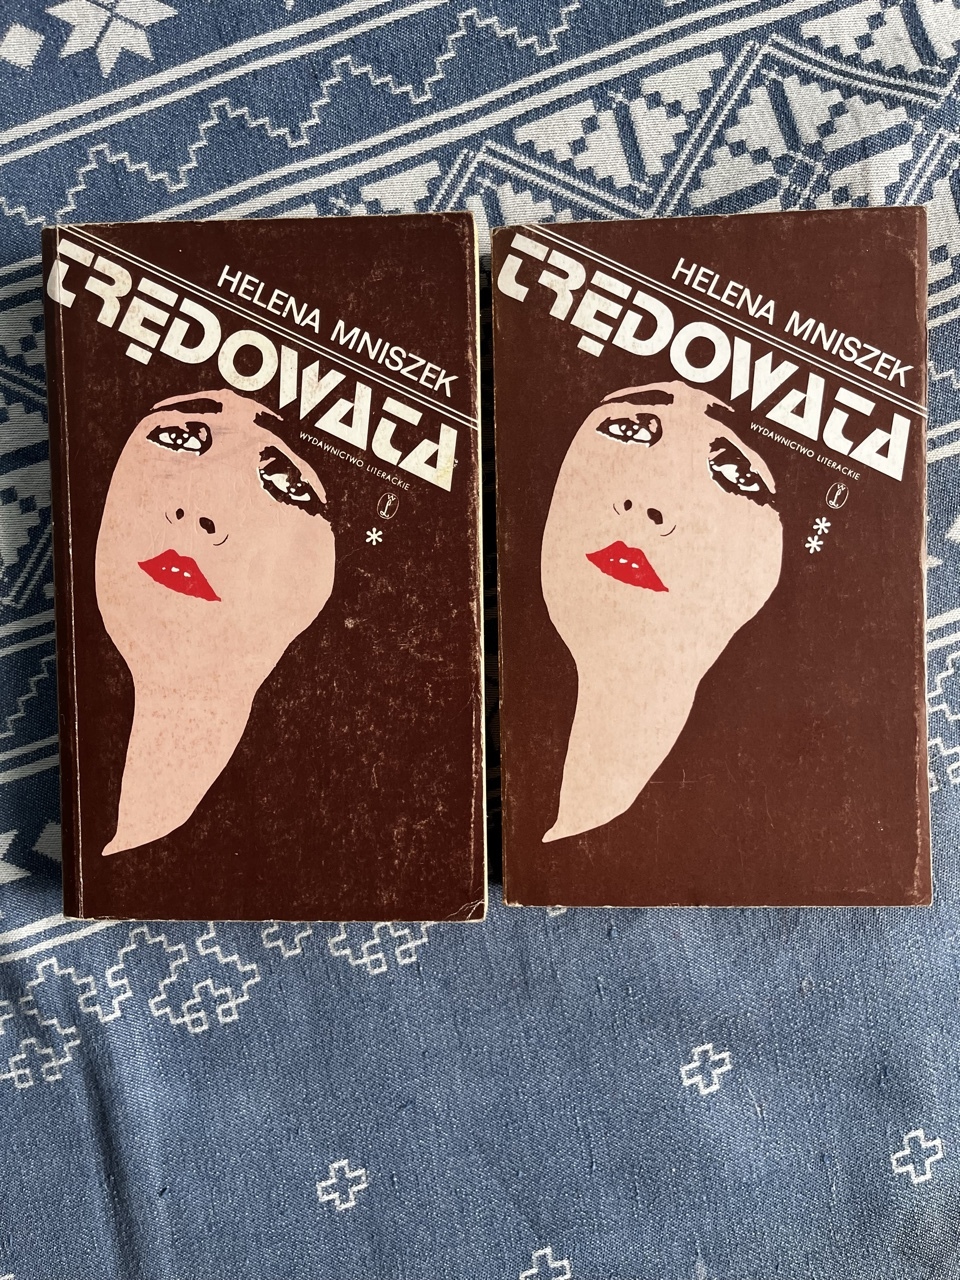 HELENA MNISZEK
TRĘDOWATA
WYDAWNICTWO LITERACKIE
*
HELENA MNISZEK
TRĘDOWATA
WYDAWNICTWO LITERACKIE
**